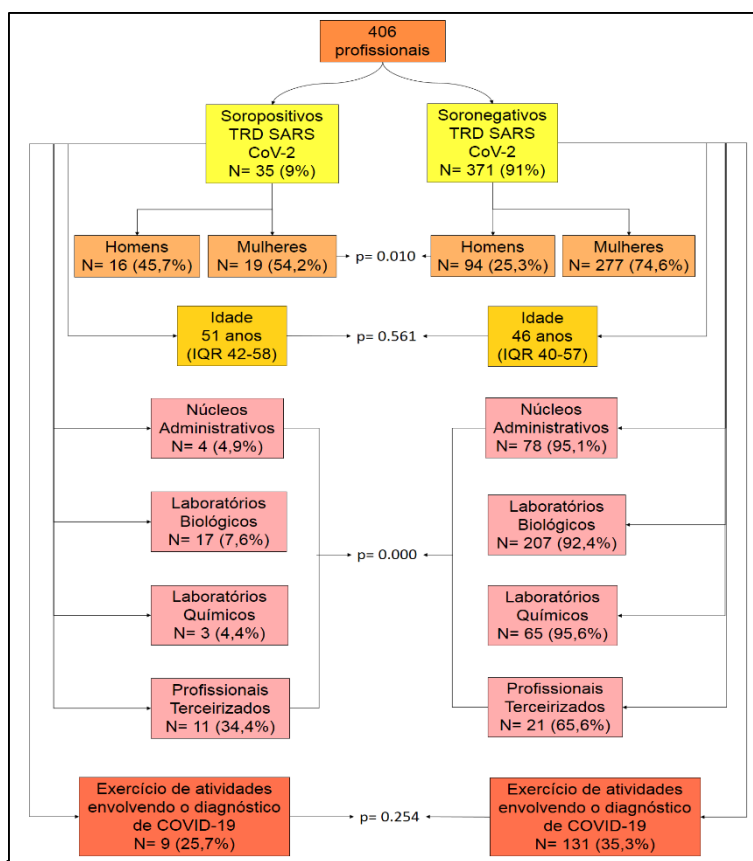 406
profissionais
Soropositivos
TRD SARS
CoV-2
N= 35 (9%)
Soronegativos
TRD SARS
CoV-2
N= 371 (91%)
Homens
N= 16 (45,7%)
Mulheres
N= 19 (54,2%)
p= 0.010
Homens
N= 94 (25,3%)
Mulheres
N= 277 (74,6%)
Idade
51 anos
(IQR 42-58)
p= 0.561
Idade
46 anos
(IQR 40-57)
Núcleos
Administrativos
N= 4 (4,9%)
Núcleos
Administrativos
N= 78 (95,1%)
Laboratórios
Biológicos
N= 17 (7,6%)
p= 0.000
Laboratórios
Biológicos
N= 207 (92,4%)
Laboratórios
Químicos
N= 3 (4,4%)
Laboratórios
Químicos
N= 65 (95,6%)
Profissionais
Terceirizados
N= 11 (34,4%)
Profissionais
Terceirizados
N= 21 (65,6%)
Exercício de atividades
envolvendo o diagnóstico
de COVID-19
N= 9 (25,7%)
p= 0.254
Exercício de atividades
envolvendo o diagnóstico
de COVID-19
N= 131 (35,3%)